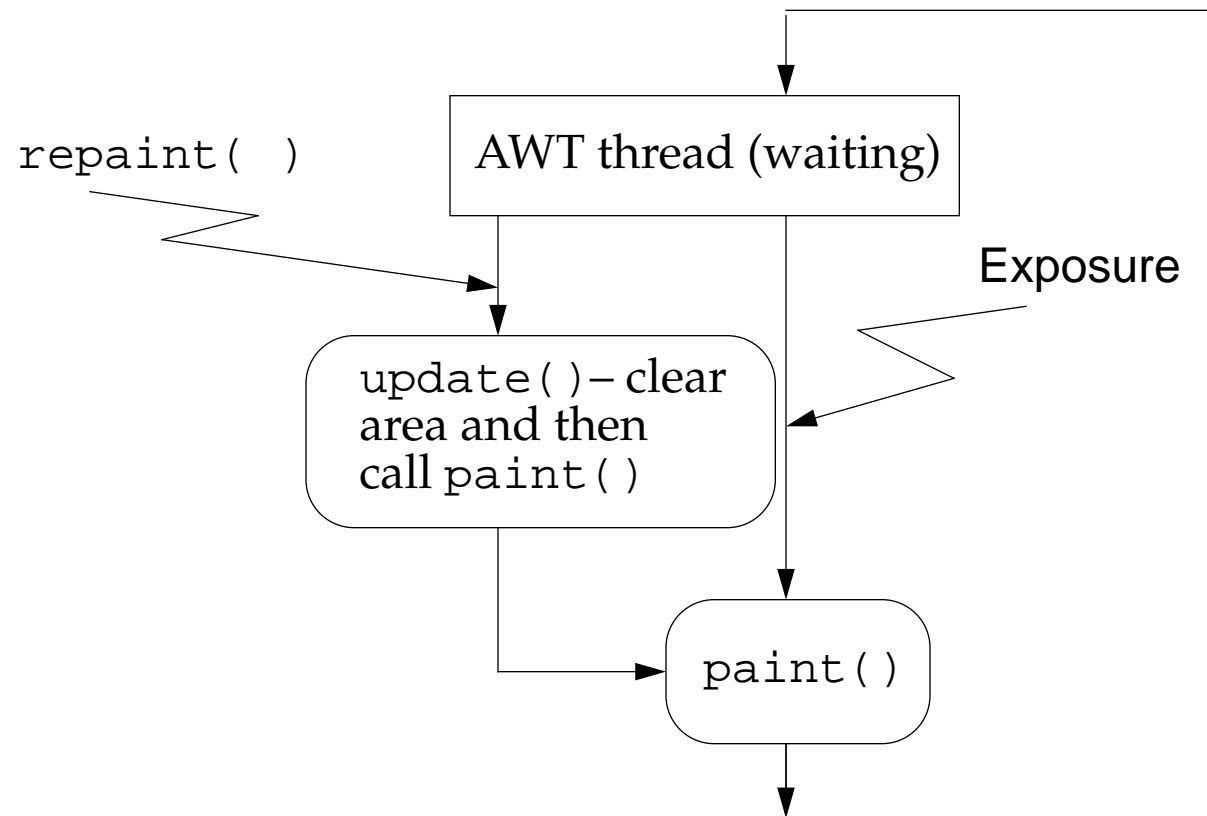 repaint( )
AWT thread (waiting)
Exposure
update()– clear
area and then
call paint()
paint()